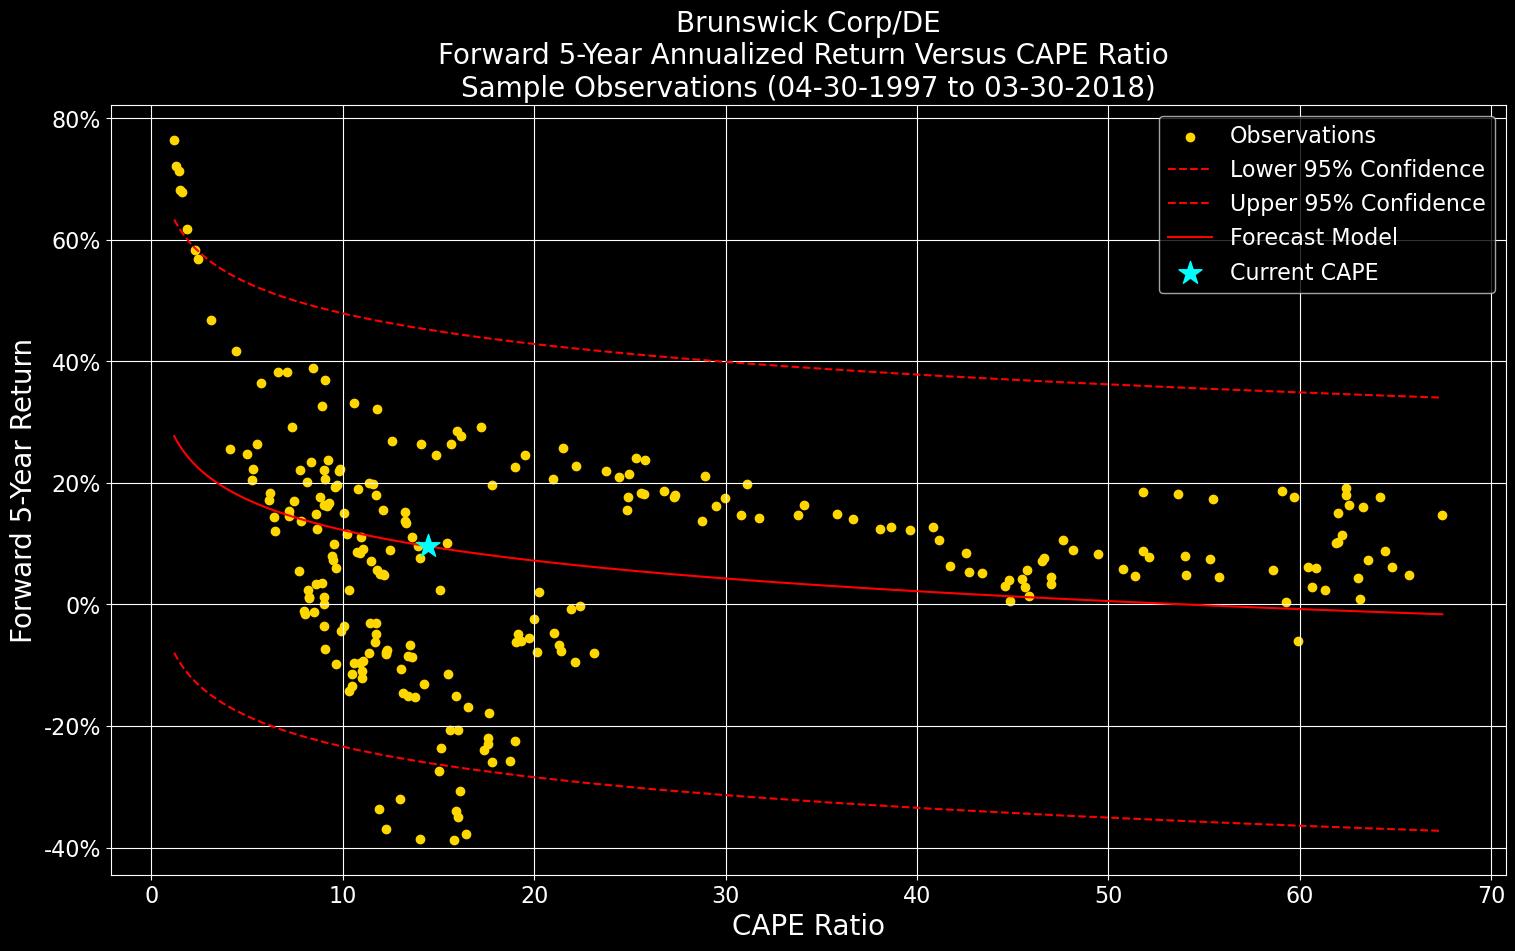 Brunswick Corp/DE
Forward 5-Year Annualized Return Versus CAPE Ratio
Sample Observations (04-30-1997 to 03-30-2018)
Observations
Lower 95% Confidence
Upper 95% Confidence
Forecast Model
Current CAPE
Forward 5-Year Return
80%
60%
40%
20%
0%
-20%
-40%
0 10 20 30 40 50 60 70
CAPE Ratio